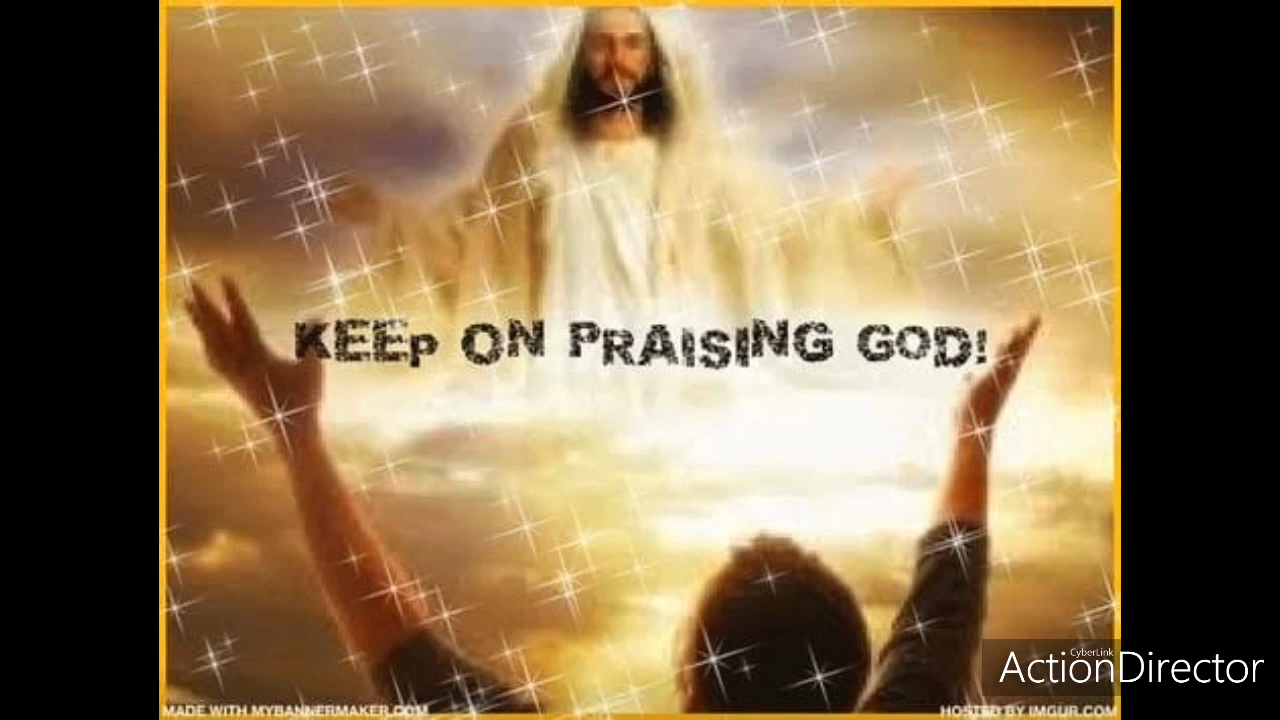 KEEP ON PRAISING GOD!
CyberLink
ActionDirector
MADE WITH MYBANNERMAKER.COM
HOSTED BY IMGUR.COM